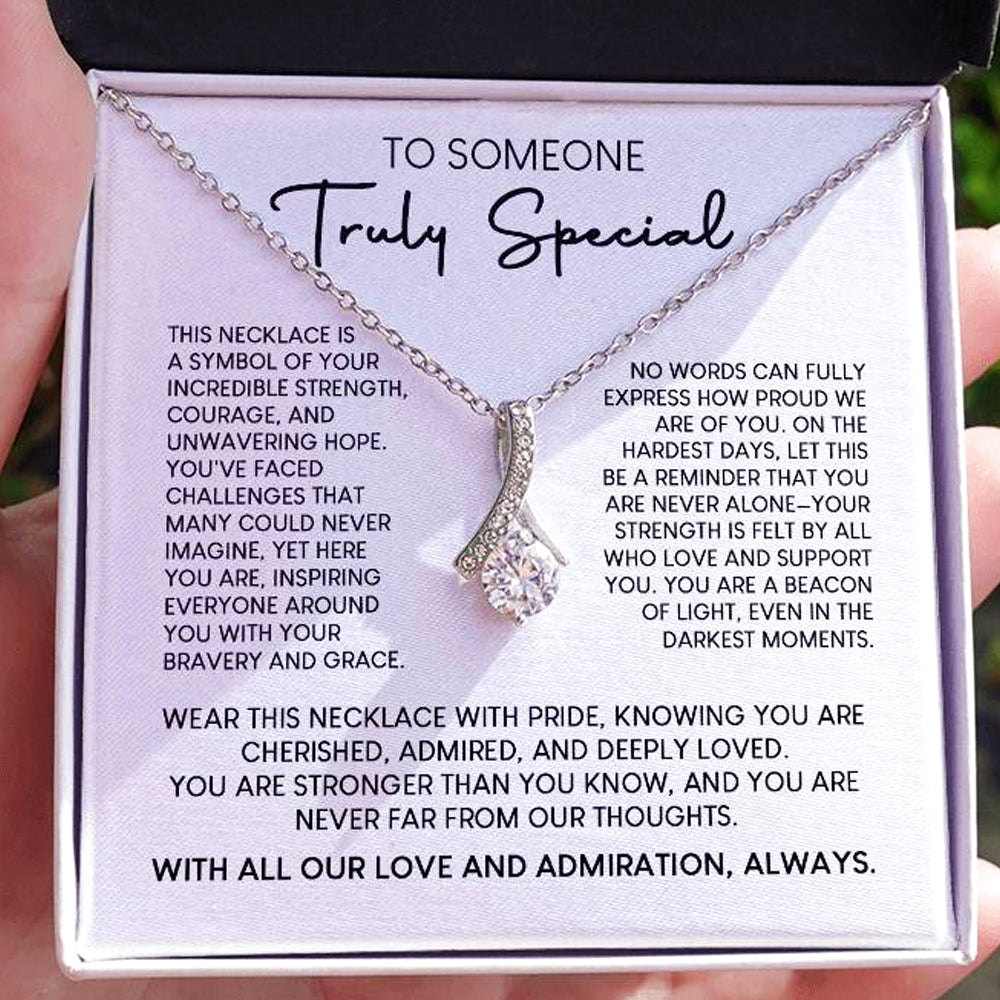 TO SOMEONE
Truly Special
THIS NECKLACE IS
A SYMBOL OF YOUR
INCREDIBLE STRENGTH,
COURAGE, AND
UNWAVERING HOPE.
YOU'VE FACED
CHALLENGES THAT
MANY COULD NEVER
IMAGINE, YET HERE
YOU ARE, INSPIRING
EVERYONE AROUND
YOU WITH YOUR
BRAVERY AND GRACE.
NO WORDS CAN FULLY
EXPRESS HOW PROUD WE
ARE OF YOU. ON THE
HARDEST DAYS, LET THIS
BE A REMINDER THAT YOU
ARE NEVER ALONE—YOUR
STRENGTH IS FELT BY ALL
WHO LOVE AND SUPPORT
YOU. YOU ARE A BEACON
OF LIGHT, EVEN IN THE
DARKEST MOMENTS.
WEAR THIS NECKLACE WITH PRIDE, KNOWING YOU ARE
CHERISHED, ADMIRED, AND DEEPLY LOVED.
YOU ARE STRONGER THAN YOU KNOW, AND YOU ARE
NEVER FAR FROM OUR THOUGHTS.
WITH ALL OUR LOVE AND ADMIRATION, ALWAYS.